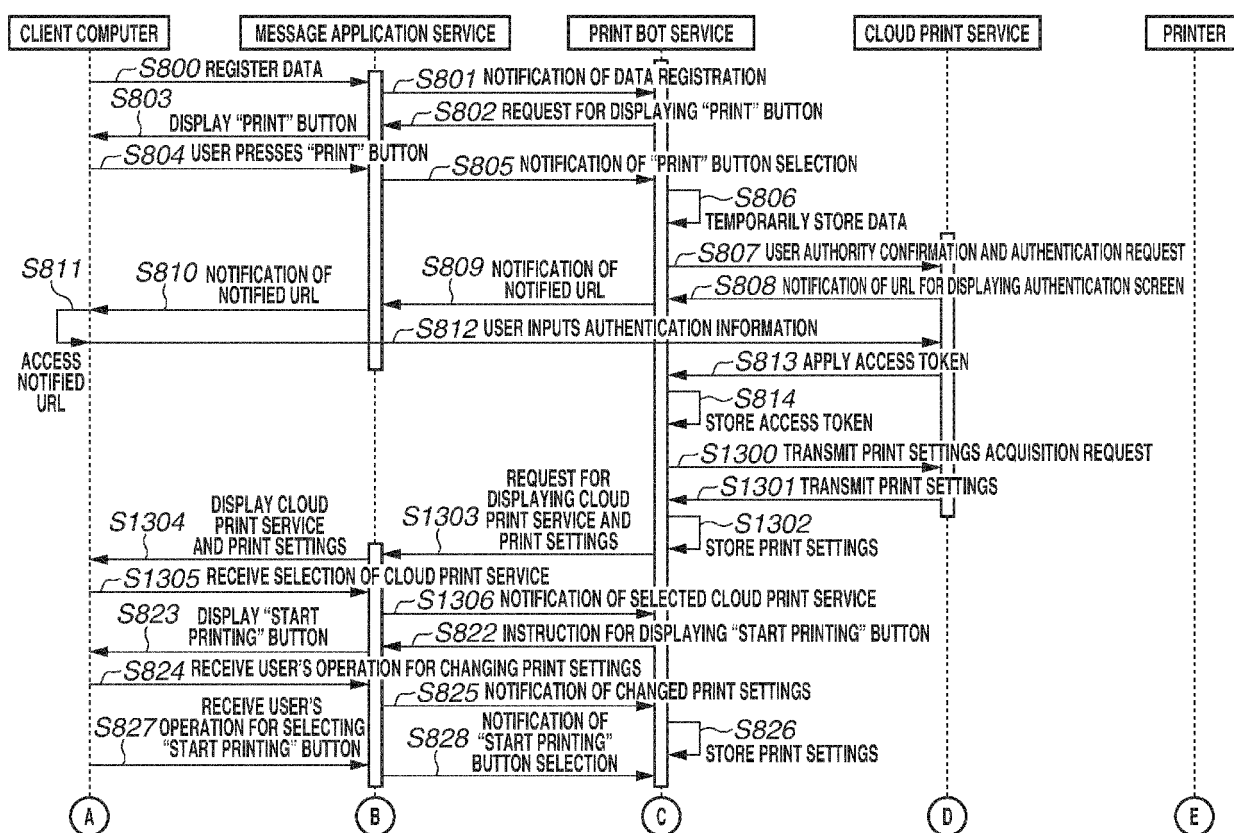 CLIENT COMPUTER
MESSAGE APPLICATION SERVICE
PRINT BOT SERVICE
CLOUD PRINT SERVICE
PRINTER
S800 REGISTER DATA
S801 NOTIFICATION OF DATA REGISTRATION
S802 REQUEST FOR DISPLAYING "PRINT" BUTTON
S803
DISPLAY "PRINT" BUTTON
S804 USER PRESSES "PRINT" BUTTON
S805 NOTIFICATION OF "PRINT" BUTTON SELECTION
S806
TEMPORARILY STORE DATA
S807 USER AUTHORITY CONFIRMATION AND AUTHENTICATION REQUEST
S808 NOTIFICATION OF URL FOR DISPLAYING AUTHENTICATION SCREEN
S809 NOTIFICATION OF
NOTIFIED URL
S810 NOTIFICATION OF
NOTIFIED URL
S811
ACCESS
NOTIFIED
URL
S812 USER INPUTS AUTHENTICATION INFORMATION
S813 APPLY ACCESS TOKEN
S814
STORE ACCESS TOKEN
S1300 TRANSMIT PRINT SETTINGS ACQUISITION REQUEST
S1301 TRANSMIT PRINT SETTINGS
S1302
STORE PRINT SETTINGS
REQUEST FOR
DISPLAYING CLOUD
S1303 PRINT SERVICE AND
PRINT SETTINGS
DISPLAY CLOUD
S1304 PRINT SERVICE
AND PRINT SETTINGS
S1305 RECEIVE SELECTION OF CLOUD PRINT SERVICE
S1306 NOTIFICATION OF SELECTED CLOUD PRINT SERVICE
S822 INSTRUCTION FOR DISPLAYING "START PRINTING" BUTTON
S823 DISPLAY "START
PRINTING" BUTTON
S824 RECEIVE USER'S OPERATION FOR CHANGING PRINT SETTINGS
S825 NOTIFICATION OF CHANGED PRINT SETTINGS
S826
STORE PRINT SETTINGS
RECEIVE USER'S
S827 OPERATION FOR SELECTING
"START PRINTING" BUTTON
NOTIFICATION OF
S828 "START PRINTING"
BUTTON SELECTION
A
B
C
D
E